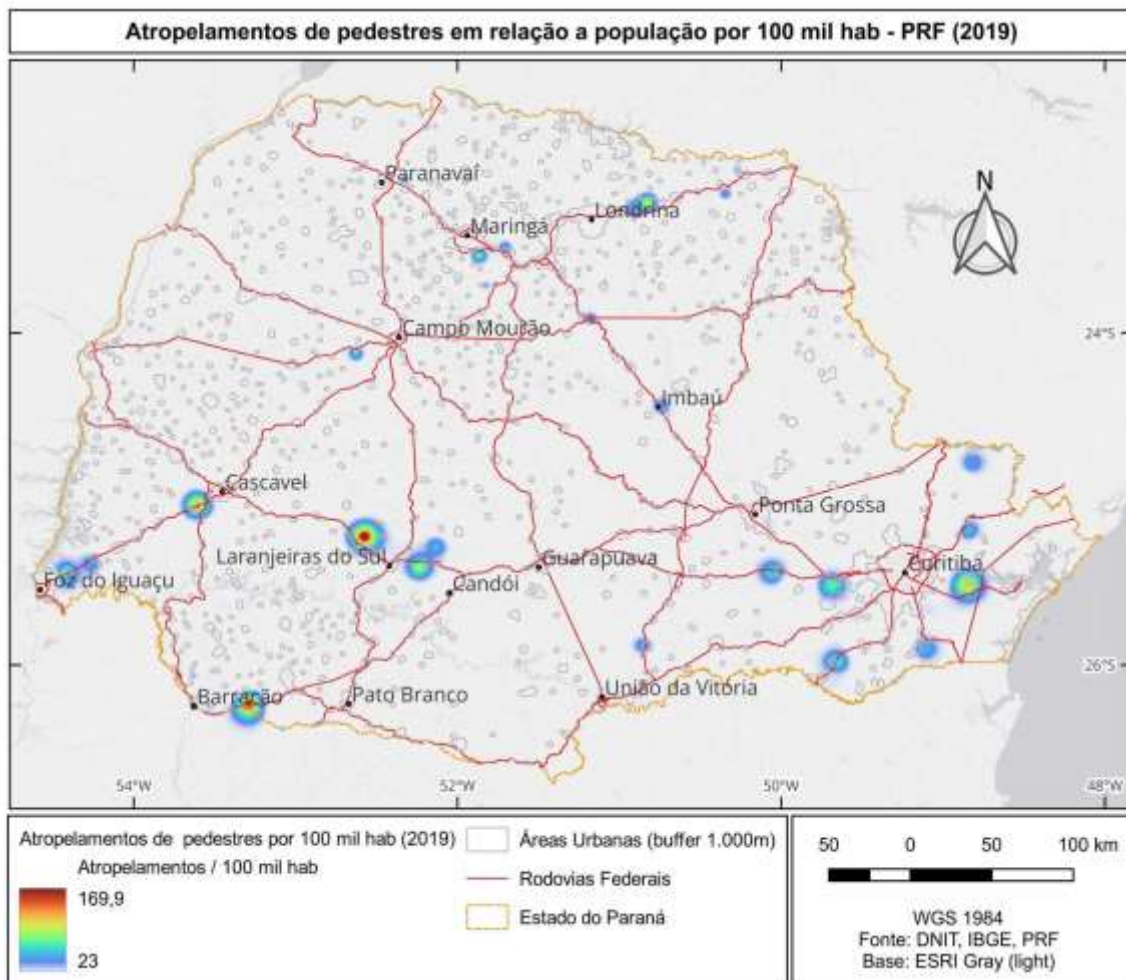 Atropelamentos de pedestres em relação a população por 100 mil hab - PRF (2019)
N
Paranavaí
Londrina
Maringá
Campo Mourão
24°S
Imbaú
Cascavel
Ponta Grossa
Laranjeiras do Sul
Guarapuava
Curitiba
Foz do Iguaçu
Candói
26°S
Barracão
Pato Branco
União da Vitória
54°W
52°W
50°W
48°W
Atropelamentos de pedestres por 100 mil hab (2019)
Atropelamentos / 100 mil hab
169,9
23
Áreas Urbanas (buffer 1.000m)
Rodovias Federais
Estado do Paraná
50 0 50 100 km
WGS 1984
Fonte: DNIT, IBGE, PRF
Base: ESRI Gray (light)